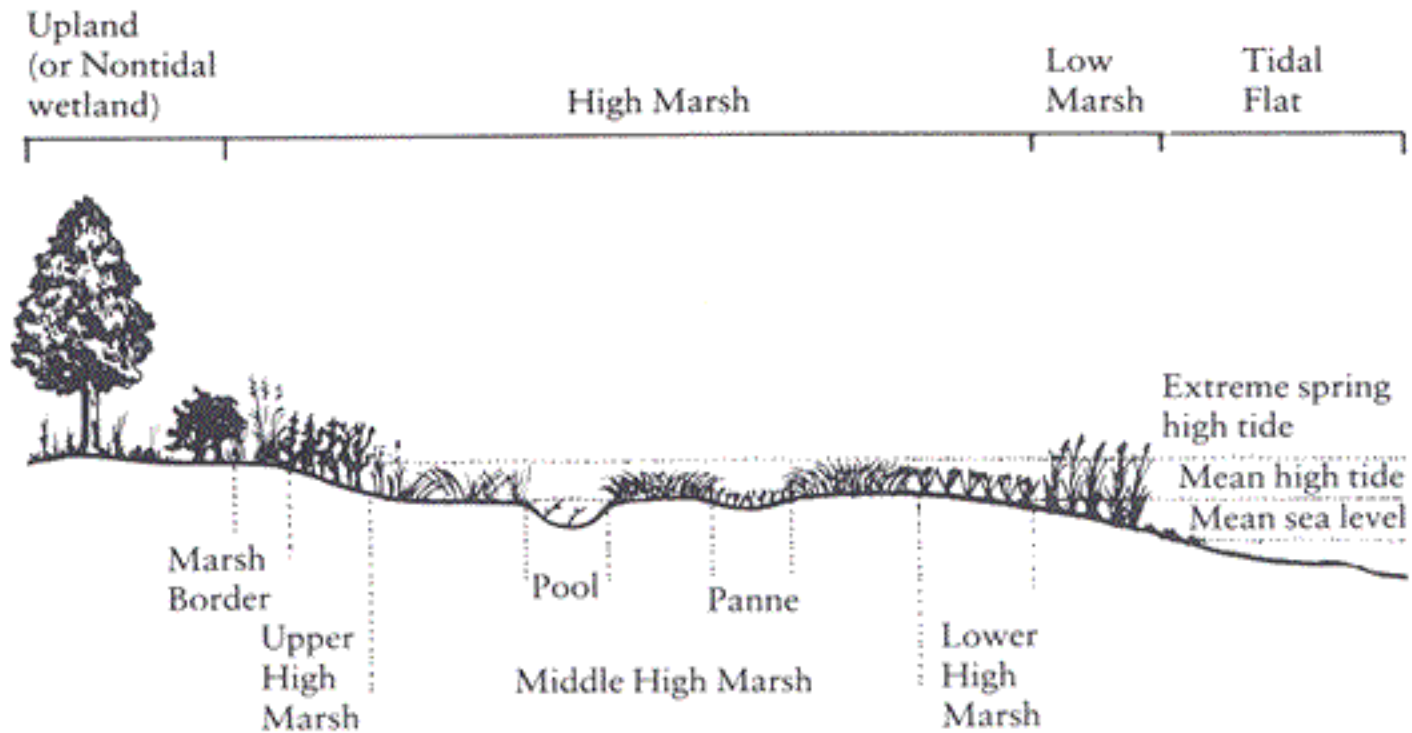 Upland
(or Nontidal
wetland)
High Marsh
Low
Marsh
Tidal
Flat
Extreme spring
high tide
Mean high tide
Mean sea level
Marsh
Border
Pool
Panne
Upper
High
Marsh
Middle High Marsh
Lower
High
Marsh